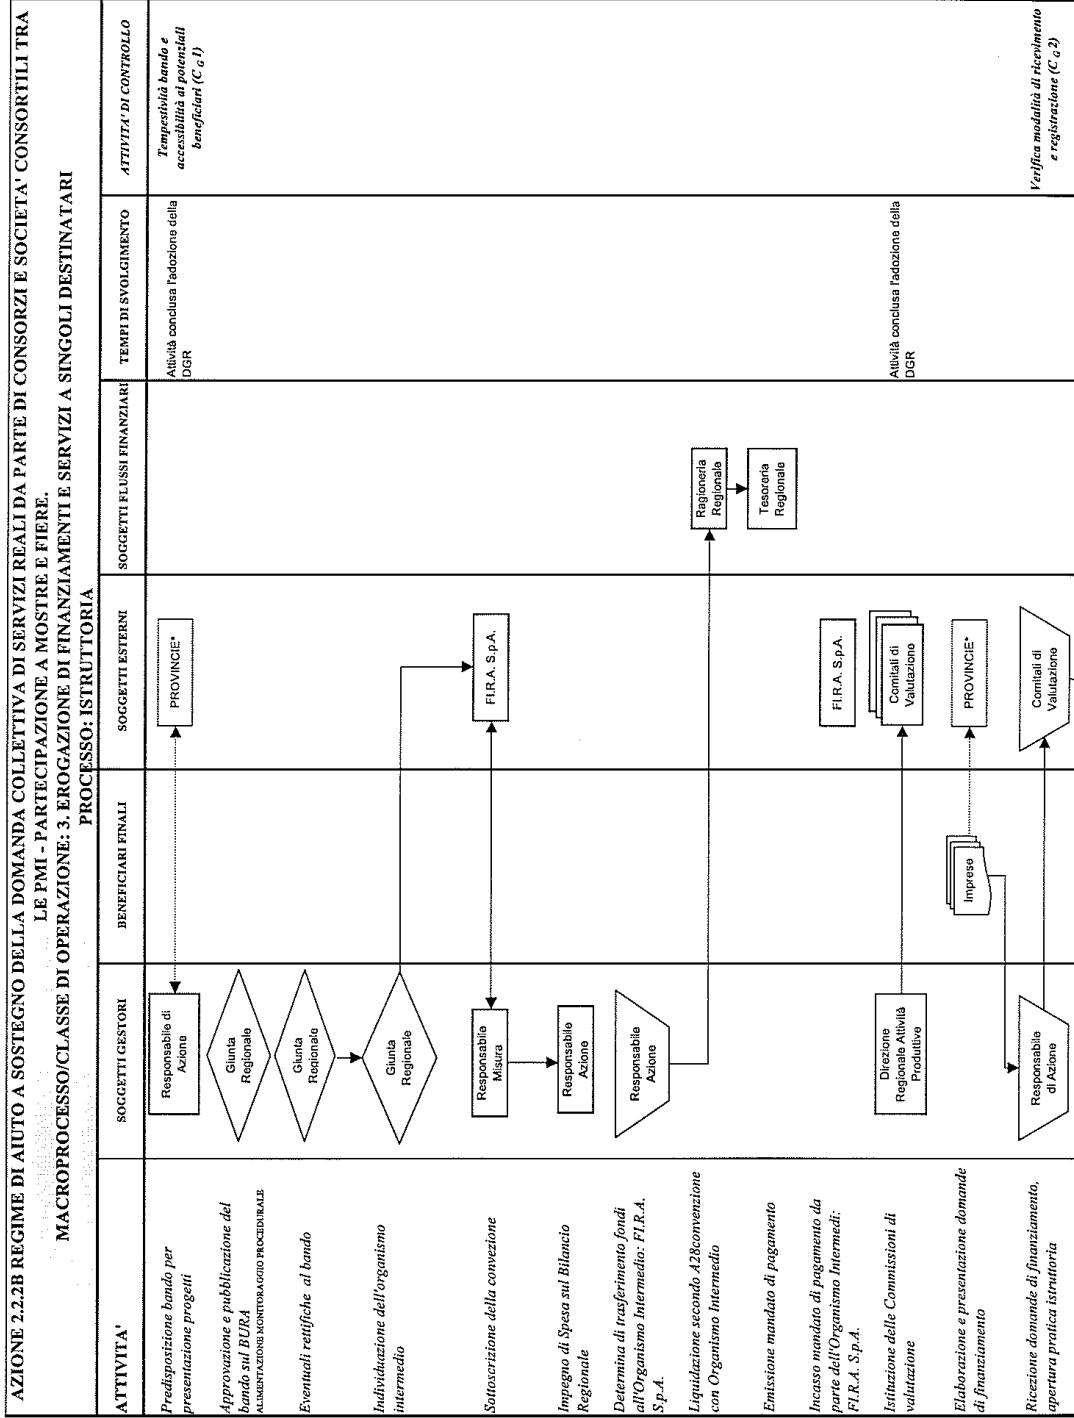 AZIONE 2.2.2B REGIME DI AIUTO A SOSTEGNO DELLA DOMANDA COLLETTIVA DI SERVIZI REALI DA PARTE DI CONSORZI E SOCIETA' CONSORTILI TRA
LE PMI - PARTECIPAZIONE A MOSTRE E FIERE.
MACROPROCESSO/CLASSE DI OPERAZIONE: 3. EROGAZIONE DI FINANZIAMENTI E SERVIZI A SINGOLI DESTINATARI
PROCESSO: ISTRUTTORIA
ATTIVITA'
SOGGETTI GESTORI
BENEFICIARI FINALI
SOGGETTI ESTERNI
SOGGETTI FLUSSI FINANZIARI
TEMPI DI SVOLGIMENTO
ATTIVITA' DI CONTROLLO
Predisposizione bando per
presentazione progetti
Responsabile di
Azione
PROVINCIE*
Attività conclusa l'adozione della
DGR
Tempestività bando e
accessibilità ai potenziali
beneficiari (C G 1)
Approvazione e pubblicazione del
bando sul BURA
ALIMENTAZIONE MONITORAGGIO PROCEDURALE
Giunta
Regionale
Eventuali rettifiche al bando
Giunta
Regionale
Individuazione dell'organismo
intermedio
Giunta
Regionale
Sottoscrizione della convezione
Responsabile
Misura
FI.R.A. S.p.A.
Impegno di Spesa sul Bilancio
Regionale
Responsabile
Azione
Determina di trasferimento fondi
all'Organismo Intermedio: FI.R.A.
S.p.A.
Responsabile
Azione
Liquidazione secondo A28convenzione
con Organismo Intermedio
Ragioneria
Regionale
Emissione mandato di pagamento
Tesoreria
Regionale
Incasso mandato di pagamento da
parte dell'Organismo Intermedi:
FI.R.A. S.p.A.
FI.R.A. S.p.A.
Istituzione delle Commissioni di
valutazione
Direzione
Regionale Attività
Produttive
Comitati di
Valutazione
Attività conclusa l'adozione della
DGR
Elaborazione e presentazione domande
di finanziamento
Imprese
PROVINCIE*
Ricezione domande di finanziamento,
apertura pratica istruttoria
Responsabile
di Azione
Comitati di
Valutazione
Verifica modalità di ricevimento
e registrazione (C G 2)